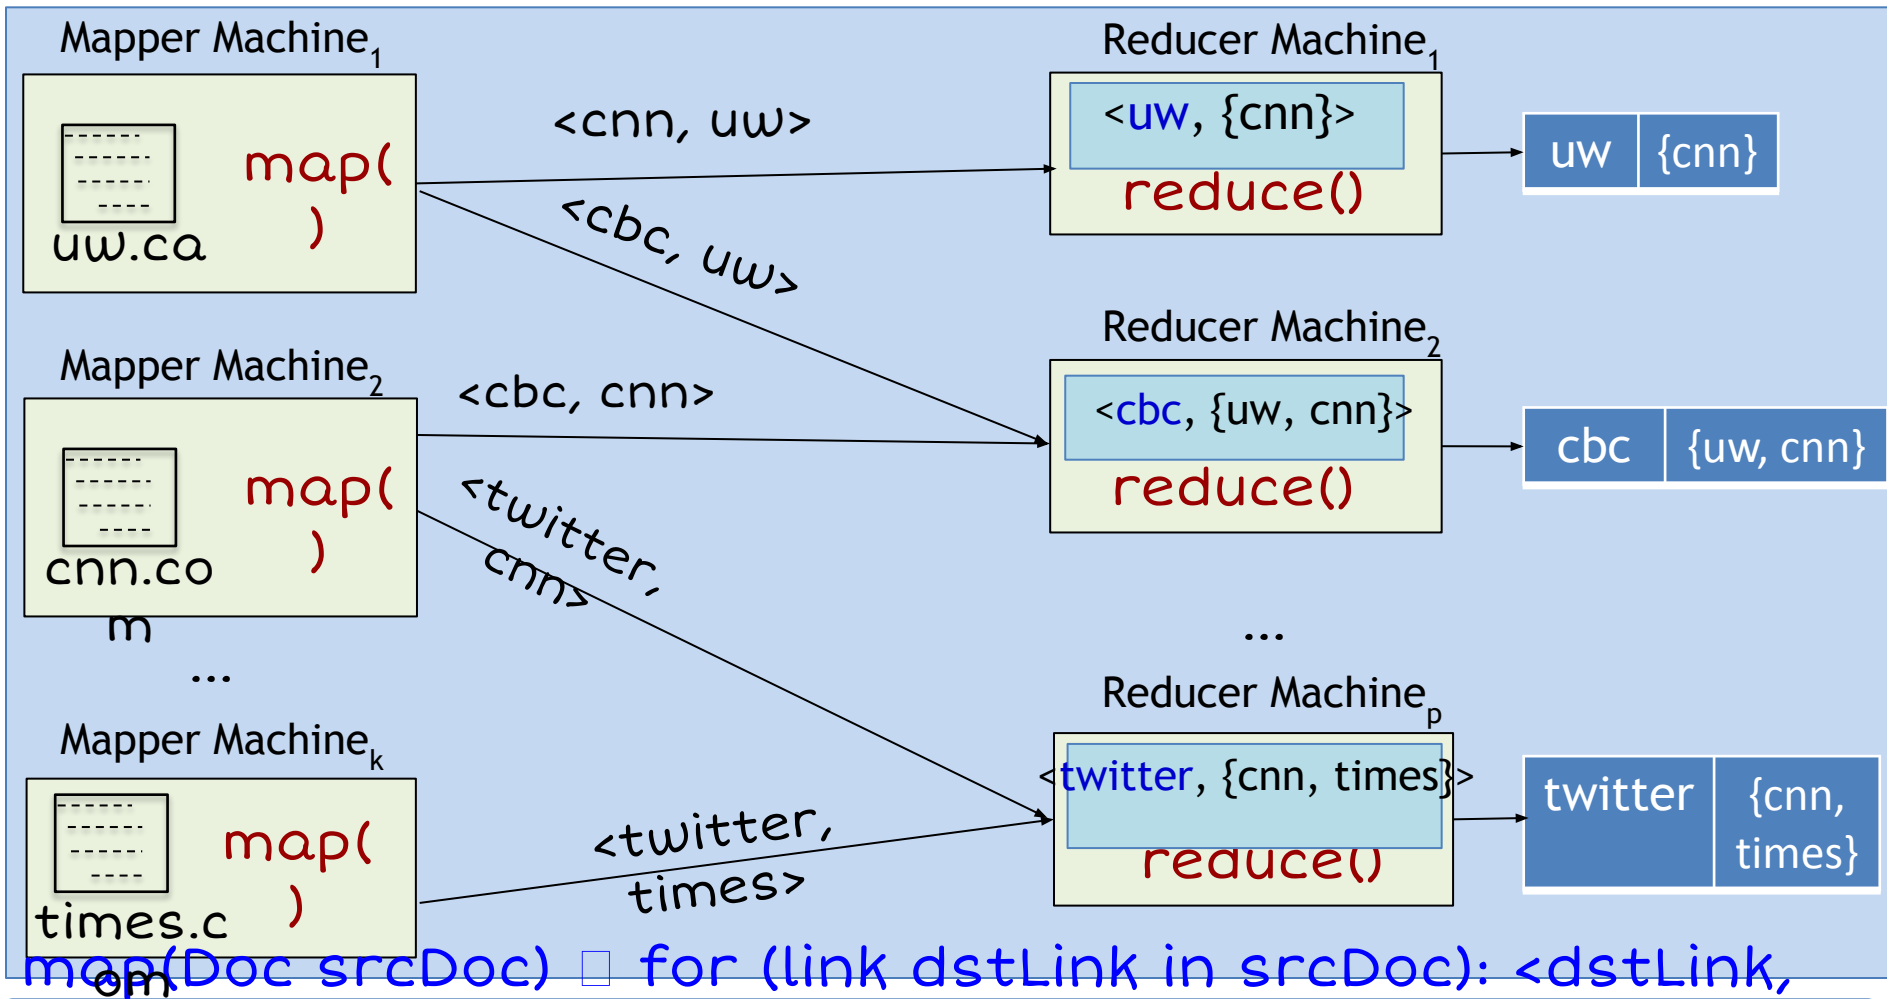 Mapper Machine1
map(
)
uw.ca
<cnn, uw>
<cbc, uw>
Reducer Machine1
<uw, {cnn}>
reduce()
uw {cnn}
Mapper Machine2
map(
)
cnn.co
m
<cbc, cnn>
<twitter,
cnn>
Reducer Machine2
<cbc, {uw, cnn}>
reduce()
cbc {uw, cnn}
...
...
Mapper Machinek
map(
)
times.c
om
<twitter,
times>
Reducer Machinep
<twitter, {cnn, times}>
reduce()
twitter {cnn,
times}
map(Doc srcDoc) □ for (link dstLink in srcDoc): <dstLink,